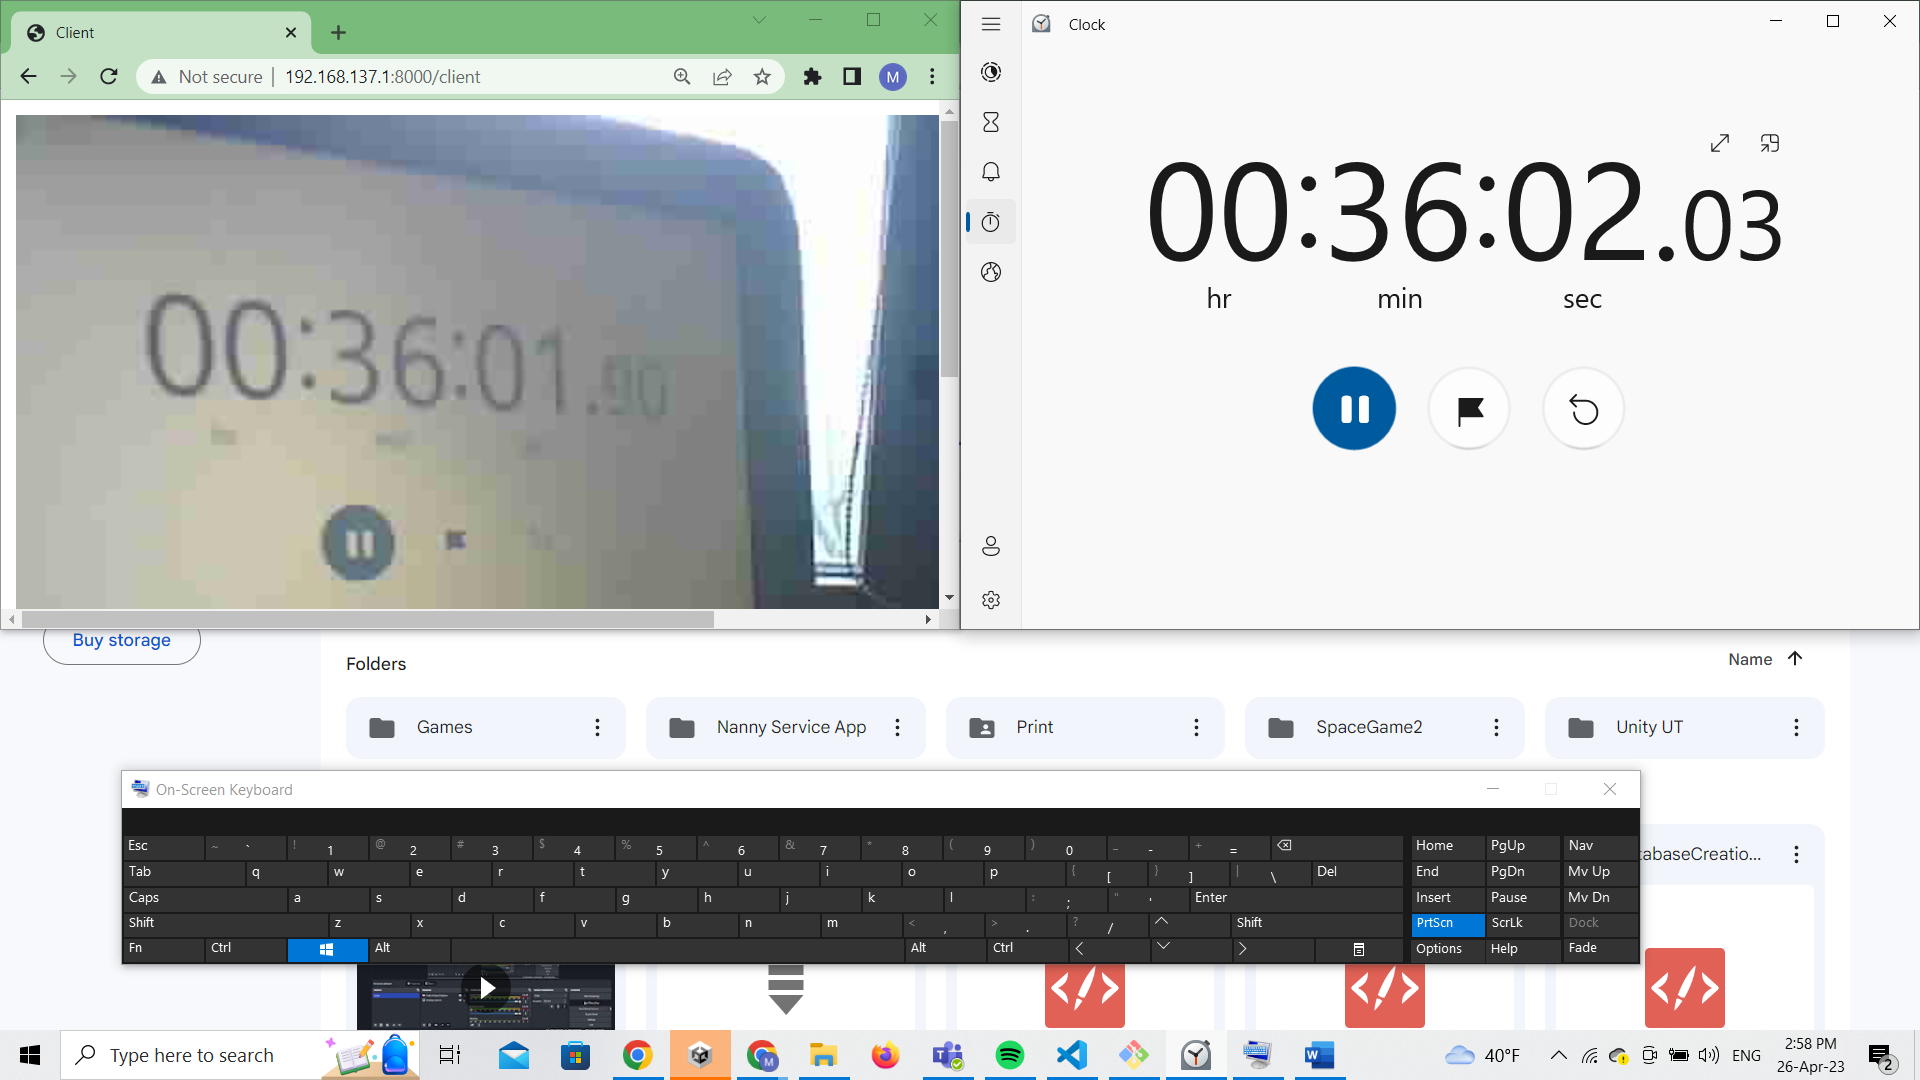 Client
Not secure 192.168.137.1:8000/client
M
00:36:01.90
Clock
00:36:02.03
hr min sec
Buy storage
Folders
Name
Games
Nanny Service App
Print
SpaceGame2
Unity UT
tabaseCreatio...
On-Screen Keyboard
Esc ~ ` ! 1 @ 2 # 3 $ 4 % 5 ^ 6 & 7 * 8 ( 9 ) 0 _ - + = Home PgUp Nav
Tab q w e r t y u i o p { [ } ] | \ Del End PgDn Mv Up
Caps a s d f g h j k l : ; " ' Enter Insert Pause Mv Dn
Shift z x c v b n m < , > . ? / Shift PrtScn ScrLk Dock
Fn Ctrl Alt Alt Ctrl Options Help Fade
Type here to search
M
40°F
ENG
2:58 PM
26-Apr-23
2